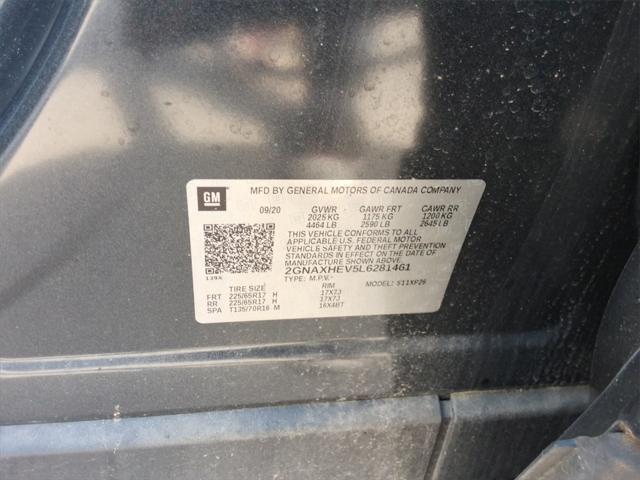 GM
MFD BY GENERAL MOTORS OF CANADA COMPANY
09/20 GVWR GAWR FRT GAWR RR
2025 KG 1175 KG 1200 KG
4464 LB 2590 LB 2645 LB
THIS VEHICLE CONFORMS TO ALL
APPLICABLE U.S. FEDERAL MOTOR
VEHICLE SAFETY AND THEFT PREVENTION
STANDARDS IN EFFECT ON THE DATE OF
MANUFACTURE SHOWN ABOVE.
2GNAXHEV5L6281461
139X
TYPE: M.P.V. MODEL: S11XP26
TIRE SIZE RIM
FRT 225/65R17 H 17X7J
RR 225/65R17 H 17X7J
SPA T135/70R16 M 16X4BT